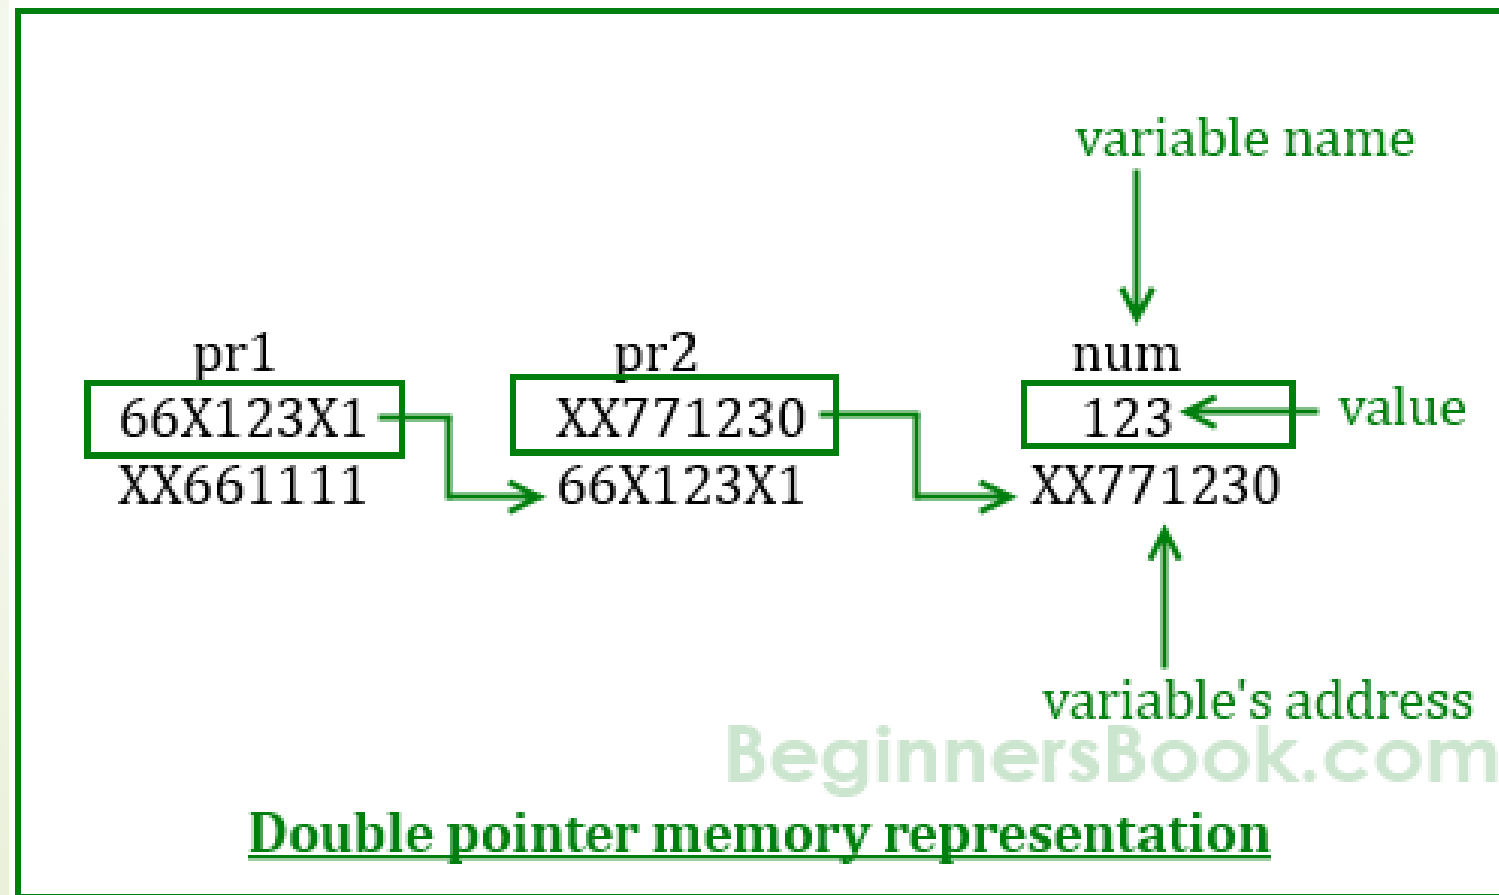 variable name
pr1 pr2 num
66X123X1 XX771230 123 value
XX661111 66X123X1 XX771230
variable's address
BeginnersBook.com
Double pointer memory representation